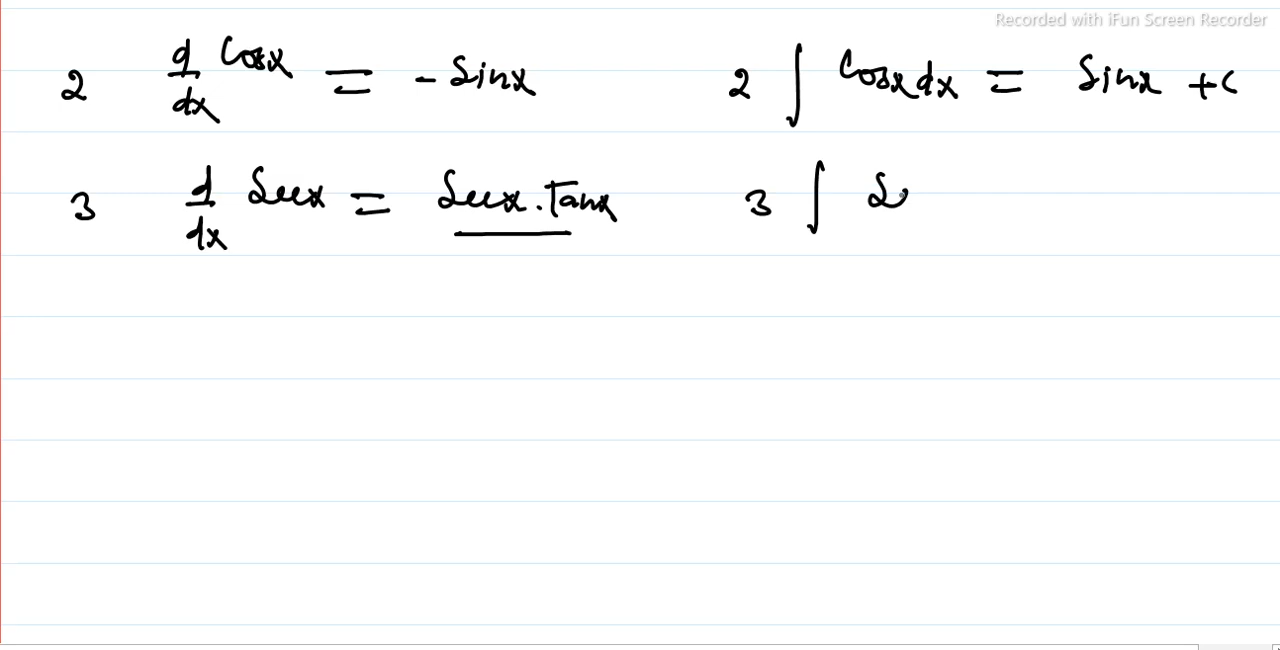 Recorded with iFun Screen Recorder
2 d/dx Cosx = - Sinx 2 ∫ Cosx dx = Sinx + c
3 d/dx Secx = Secx . Tanx 3 ∫ S